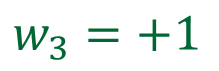 w₃ = +1